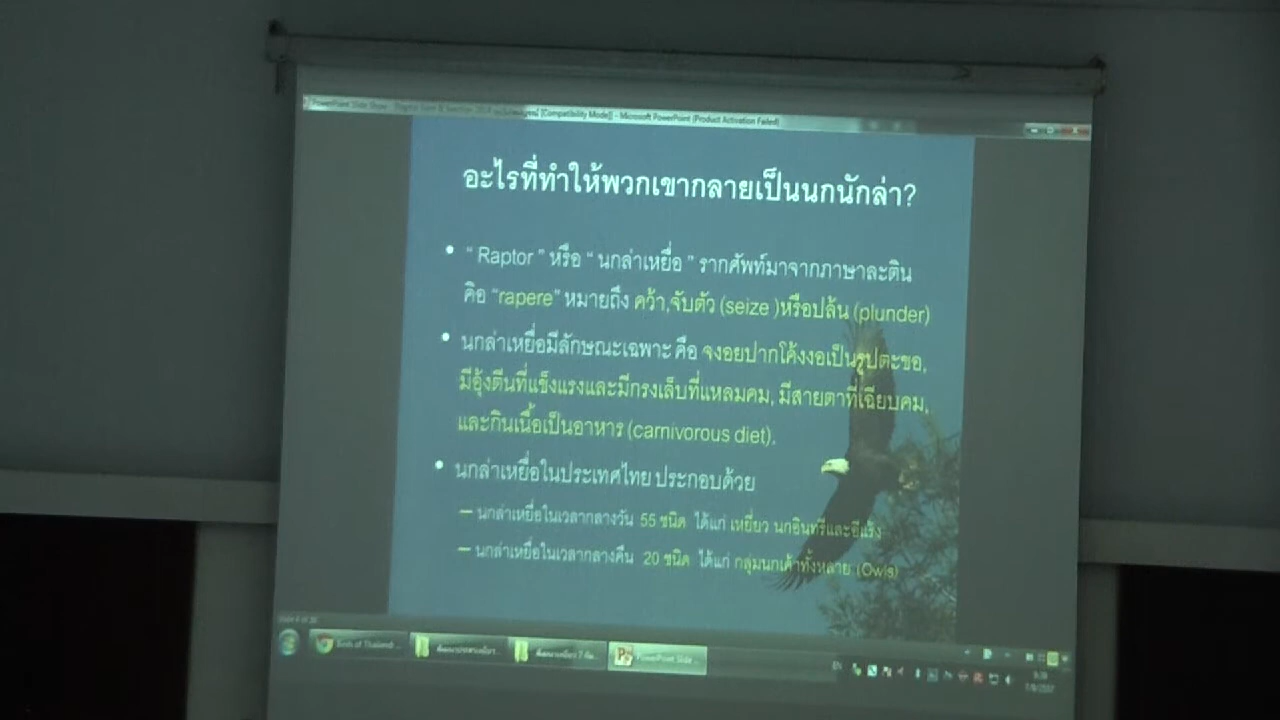 [Compatibility Mode] - Microsoft PowerPoint (Product Activation Failed)
อะไรที่ทำให้พวกเขากลายเป็นนกนักล่า?
• “ Raptor ” หรือ “ นกล่าเหยื่อ ” รากศัพท์มาจากภาษาละติน
คือ “rapere” หมายถึง คว้า,จับตัว (seize )หรือปล้น (plunder)
• นกล่าเหยื่อมีลักษณะเฉพาะ คือ จงอยปากโค้งงอเป็นรูปตะขอ,
มีอุ้งตีนที่แข็งแรงและมีกรงเล็บที่แหลมคม, มีสายตาที่เฉียบคม,
และกินเนื้อเป็นอาหาร (carnivorous diet),
• นกล่าเหยื่อในประเทศไทย ประกอบด้วย
– นกล่าเหยื่อในเวลากลางวัน 55 ชนิด ได้แก่ เหยี่ยว นกอินทรีและอีแร้ง
– นกล่าเหยื่อในเวลากลางคืน 20 ชนิด ได้แก่ กลุ่มนกเค้าทั้งหลาย (Owls)
Birds of Thailand...
PowerPoint Slide ...
EN